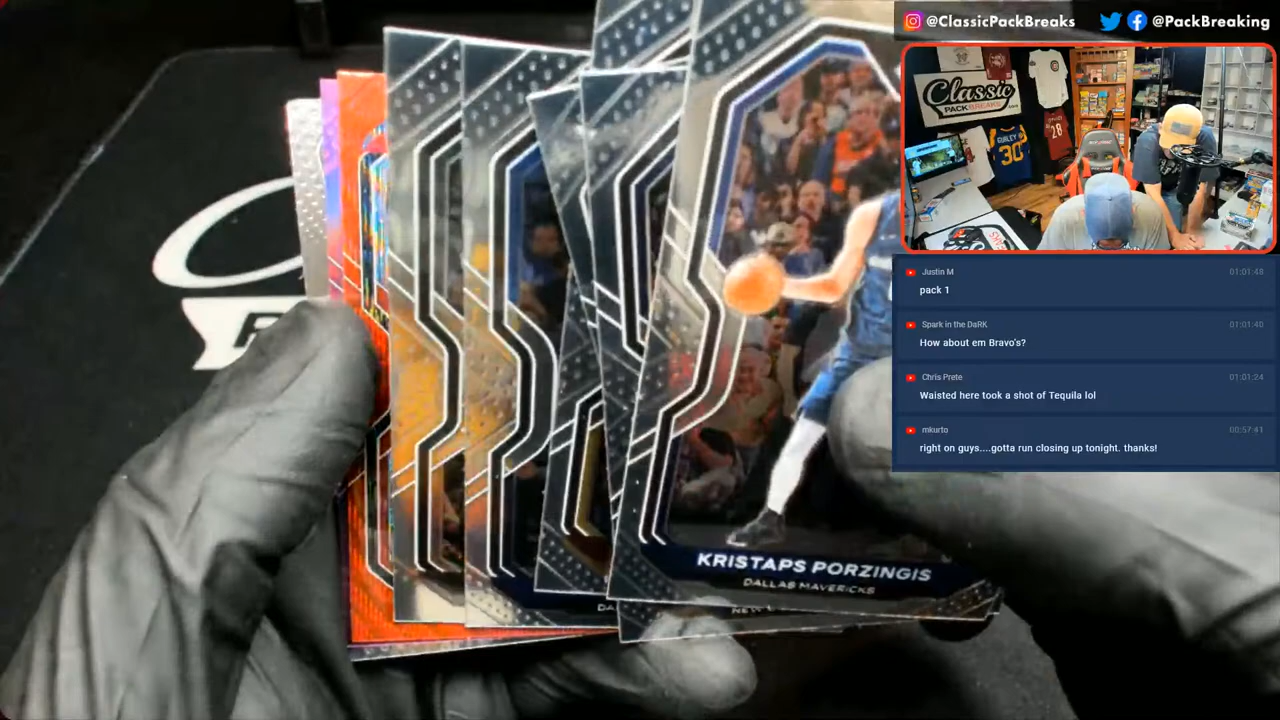 @ClassicPackBreaks @PackBreaking
Classic
PACKBREAKS
GURLEY
30
28
Justin M 01:01:48
pack 1
Spark in the DaRK 01:01:40
How about em Bravo's?
Chris Prete 01:01:24
Waisted here took a shot of Tequila lol
mkurto 00:57:41
right on guys....gotta run closing up tonight. thanks!
KRISTAPS PORZINGIS
DALLAS MAVERICKS